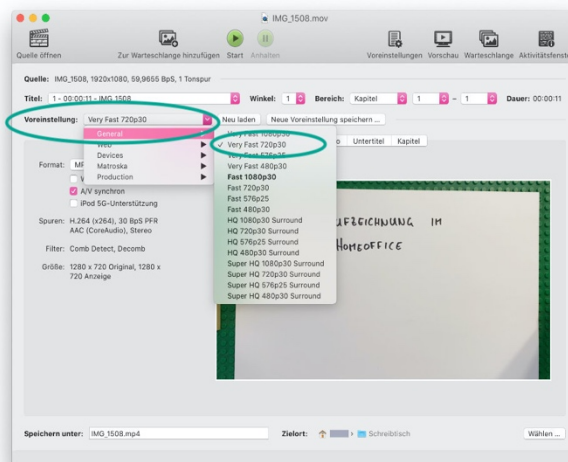 IMG_1508.mov
Quelle öffnen
Zur Warteschlange hinzufügen
Start
Anhalten
Voreinstellungen
Vorschau
Warteschlange
Aktivitätsfenste
Quelle: IMG_1508, 1920x1080, 59,9655 BpS, 1 Tonspur
Titel: 1 - 00:00:11 - IMG_1508
Winkel: 1
Bereich: Kapitel 1 - 1
Dauer: 00:00:11
Voreinstellung: Very Fast 720p30
Neu laden
Neue Voreinstellung speichern ...
General
Web
Devices
Matroska
Production
Very Fast 1080p30
✓ Very Fast 720p30
Very Fast 576p25
Very Fast 480p30
Fast 1080p30
Fast 720p30
Fast 576p25
Fast 480p30
HQ 1080p30 Surround
HQ 720p30 Surround
HQ 576p25 Surround
HQ 480p30 Surround
Super HQ 1080p30 Surround
Super HQ 720p30 Surround
Super HQ 576p25 Surround
Super HQ 480p30 Surround
Untertitel
Kapitel
Format:
A/V synchron
iPod 5G-Unterstützung
Spuren: H.264 (x264), 30 BpS PFR
AAC (CoreAudio), Stereo
Filter: Comb Detect, Decomb
Größe: 1280 x 720 Original, 1280 x
720 Anzeige
UFZEICHNUNG IM
HOMEOFFICE
Speichern unter: IMG_1508.mp4
Zielort:
Schreibtisch
Wählen ...